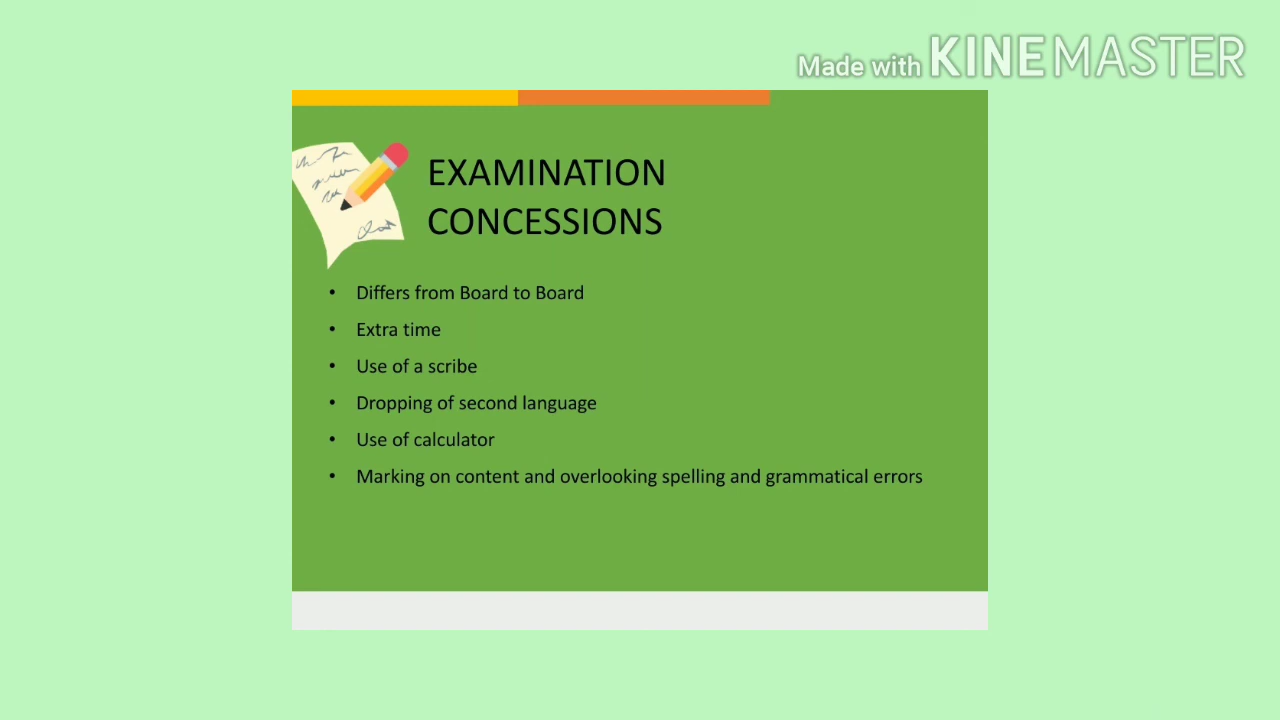 Made with KINEMASTER
EXAMINATION
CONCESSIONS
• Differs from Board to Board
• Extra time
• Use of a scribe
• Dropping of second language
• Use of calculator
• Marking on content and overlooking spelling and grammatical errors